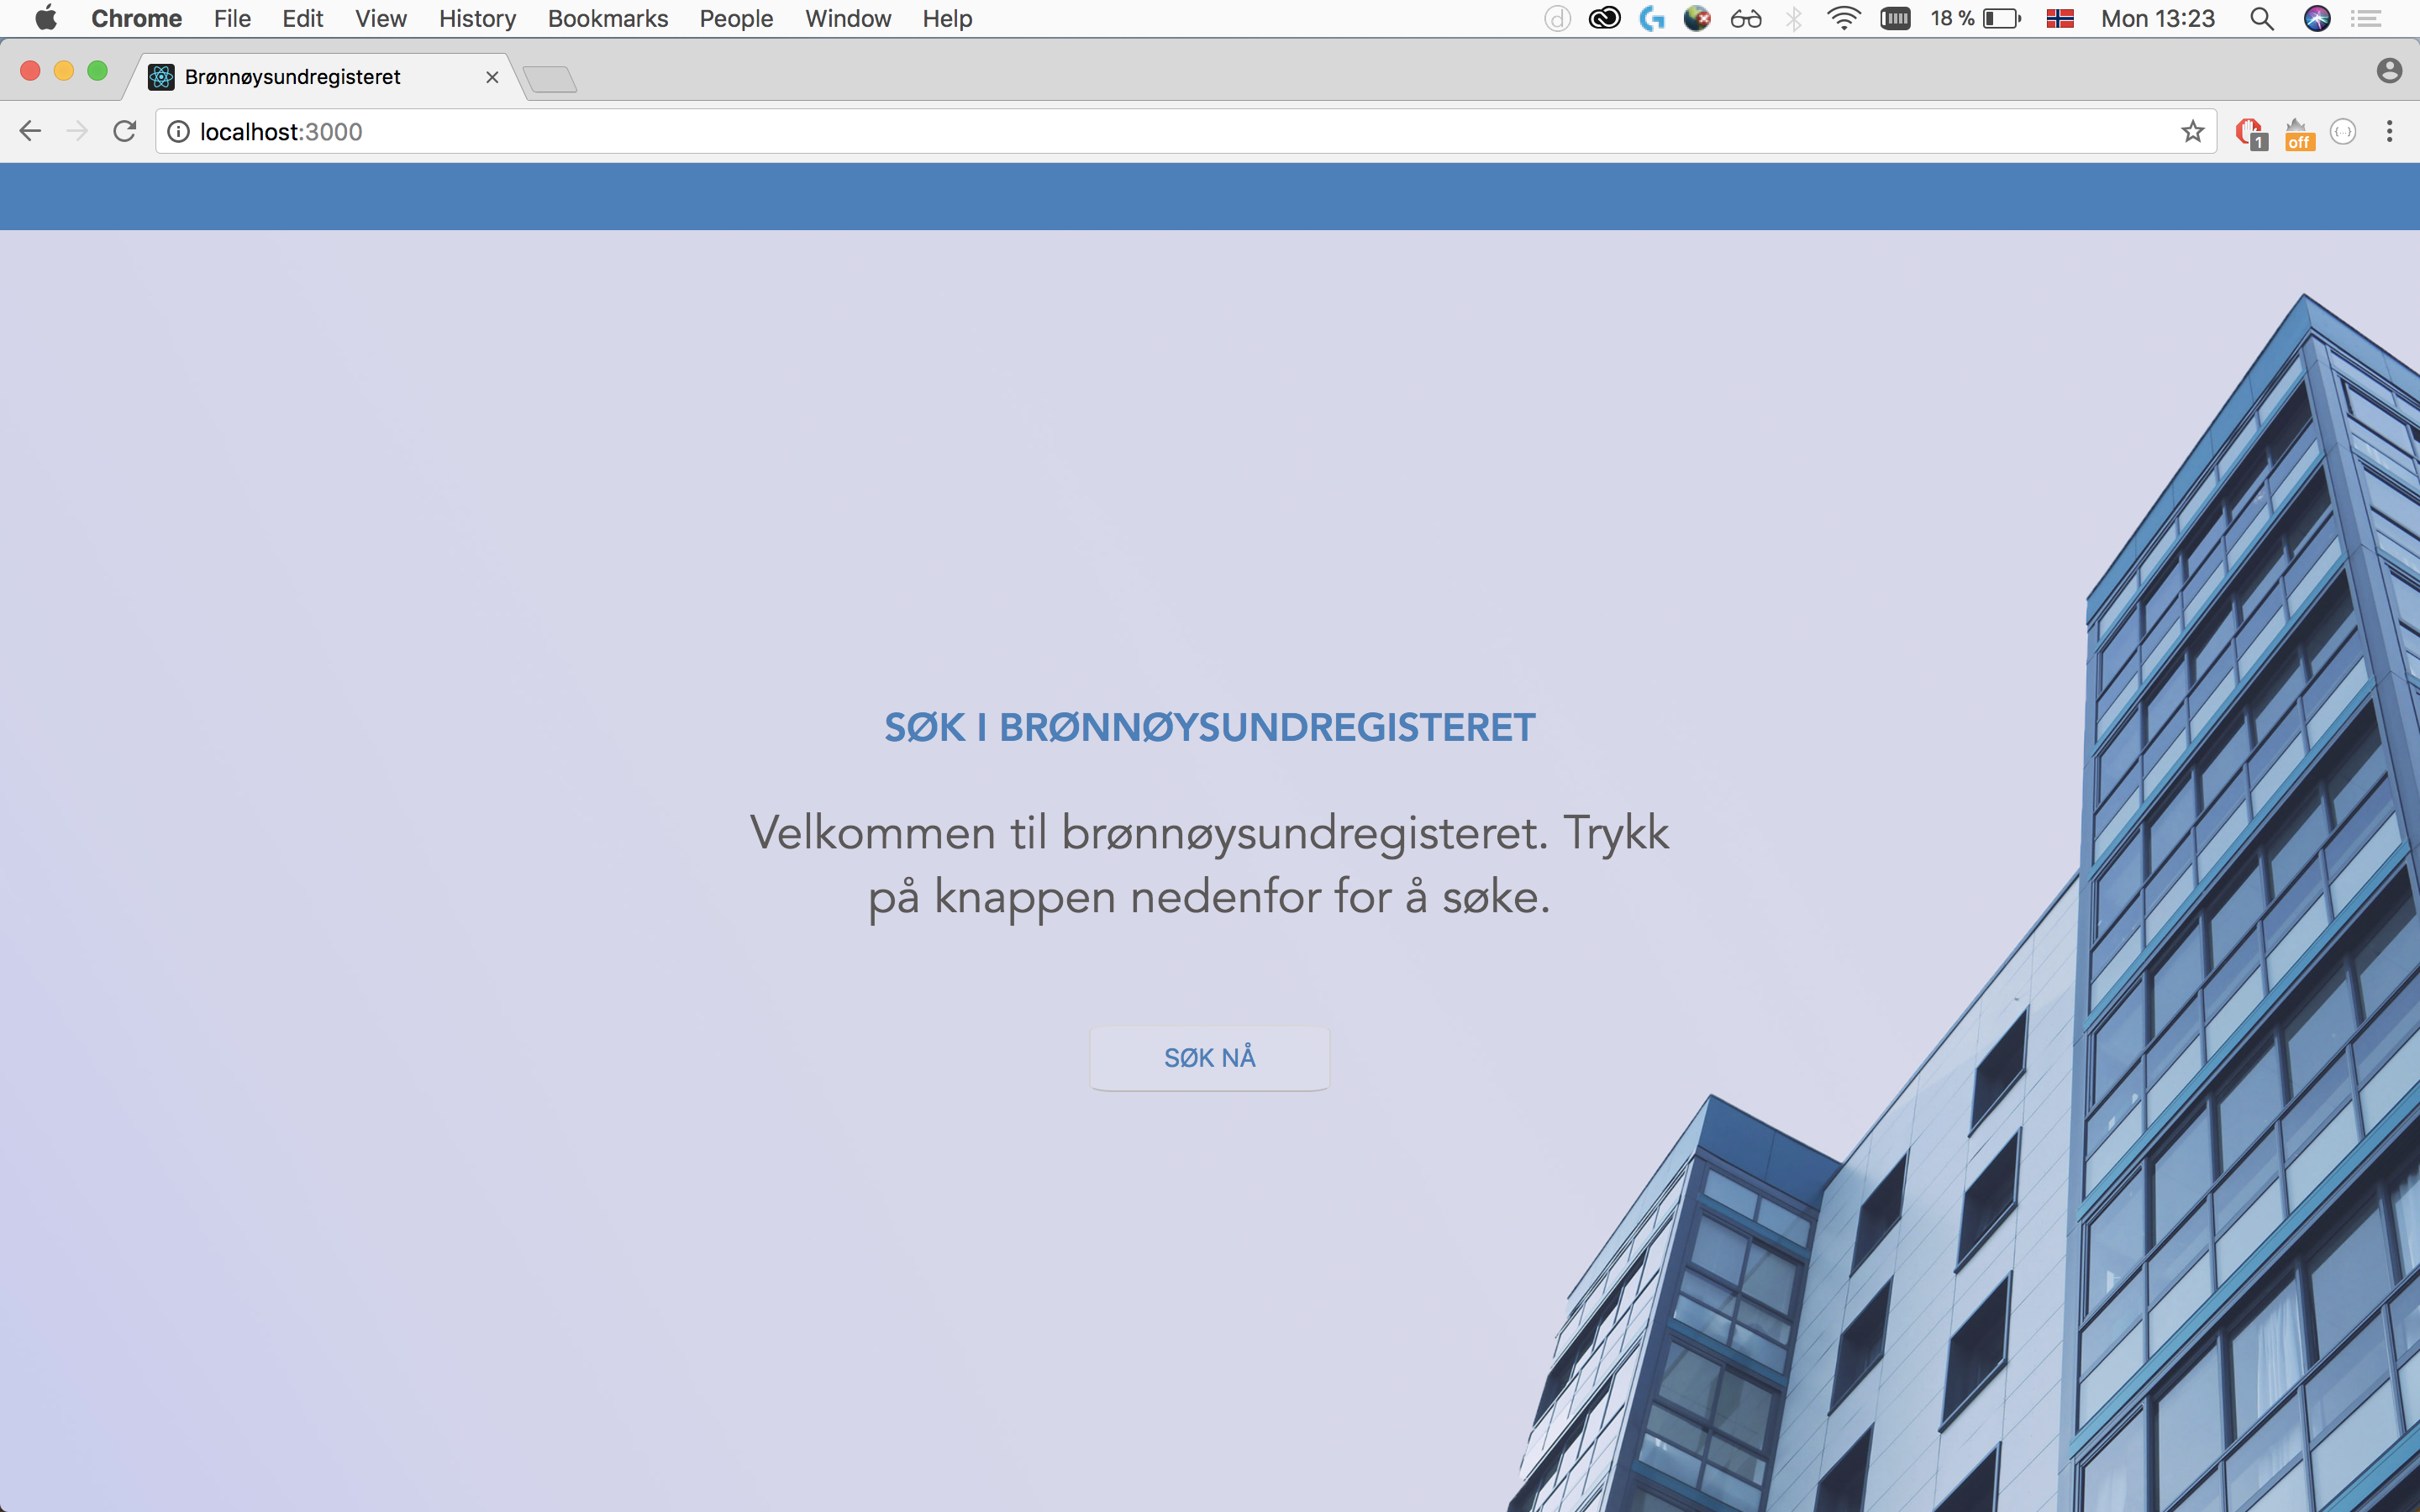 Chrome File Edit View History Bookmarks People Window Help 18 % Mon 13:23
Brønnøysundregisteret
localhost:3000
1 off
SØK I BRØNNØYSUNDREGISTERET
Velkommen til brønnøysundregisteret. Trykk
på knappen nedenfor for å søke.
SØK NÅ